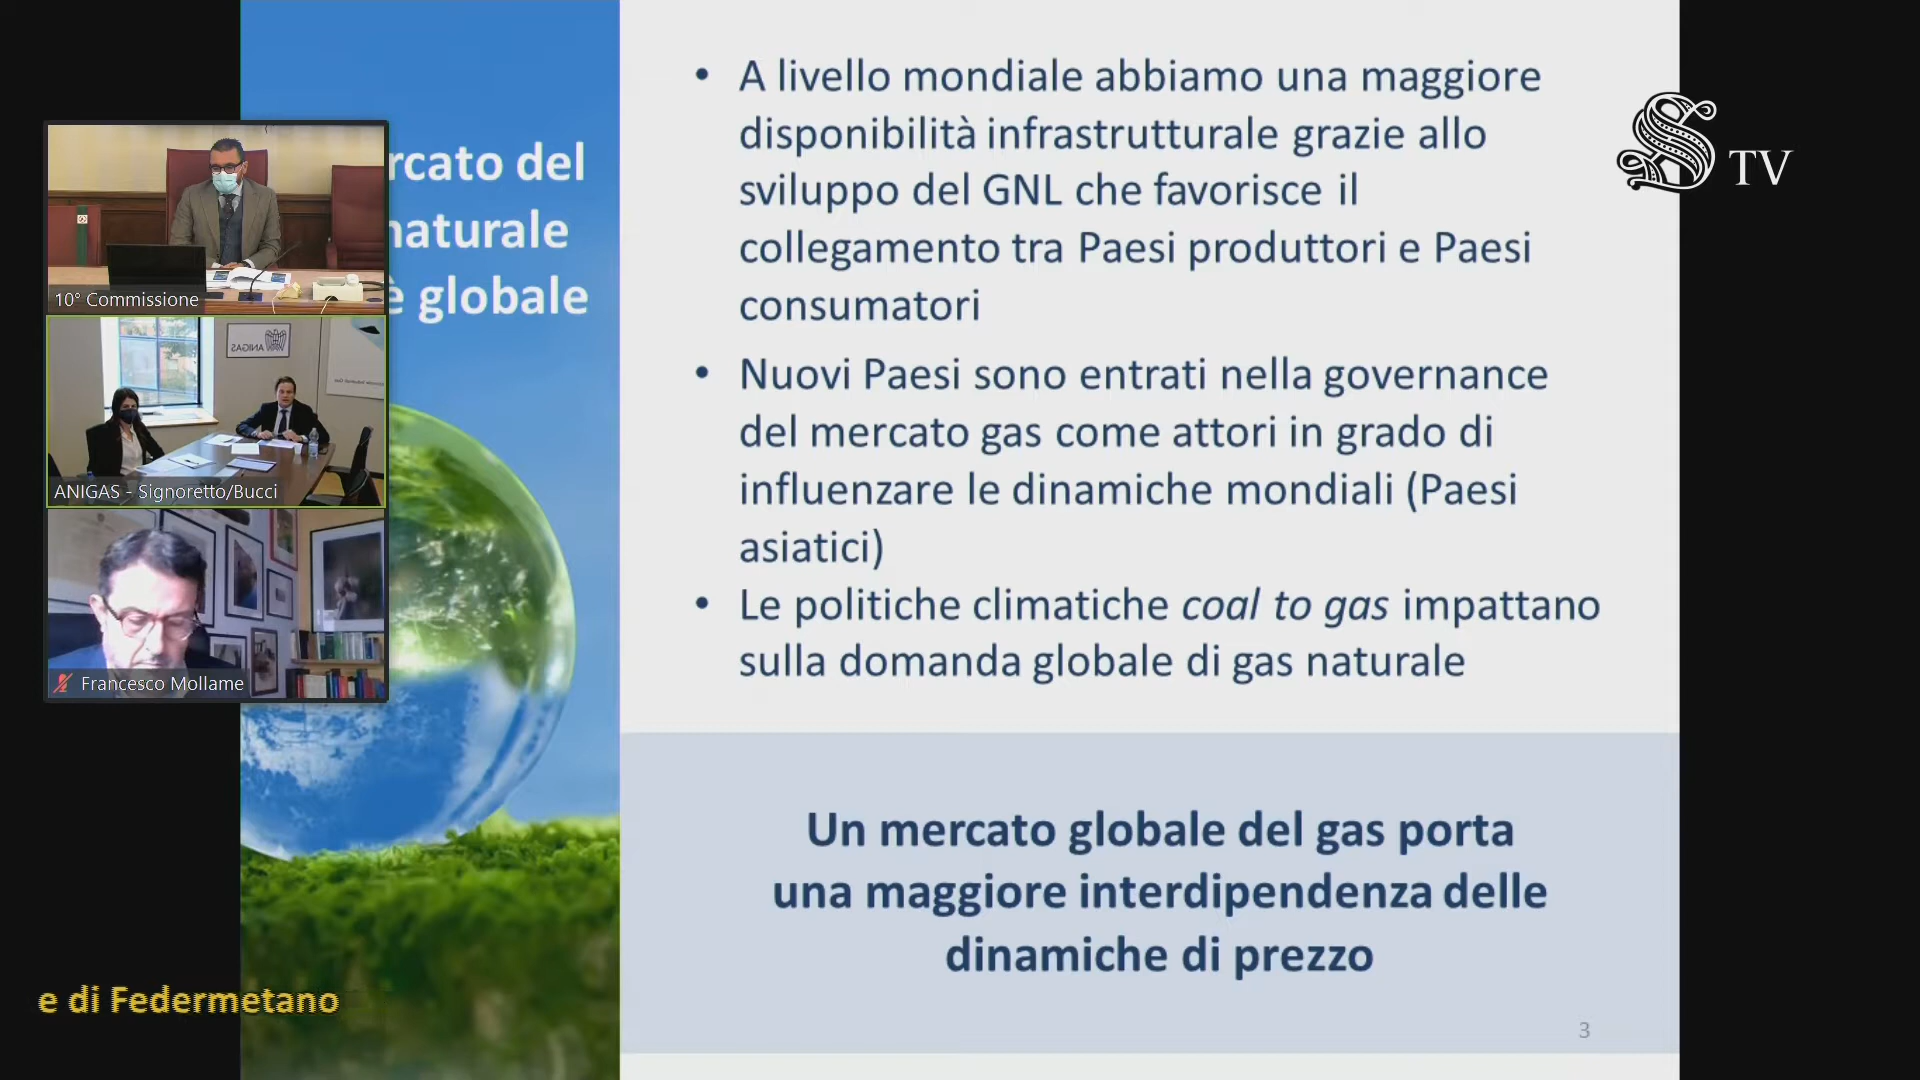 rcato del
naturale
è globale
10° Commissione
ANIGAS
ANIGAS - Signoretto/Bucci
Francesco Mollame
• A livello mondiale abbiamo una maggiore
disponibilità infrastrutturale grazie allo
sviluppo del GNL che favorisce il
collegamento tra Paesi produttori e Paesi
consumatori
• Nuovi Paesi sono entrati nella governance
del mercato gas come attori in grado di
influenzare le dinamiche mondiali (Paesi
asiatici)
• Le politiche climatiche coal to gas impattano
sulla domanda globale di gas naturale
Un mercato globale del gas porta
una maggiore interdipendenza delle
dinamiche di prezzo
3
S TV
e di Federmetano